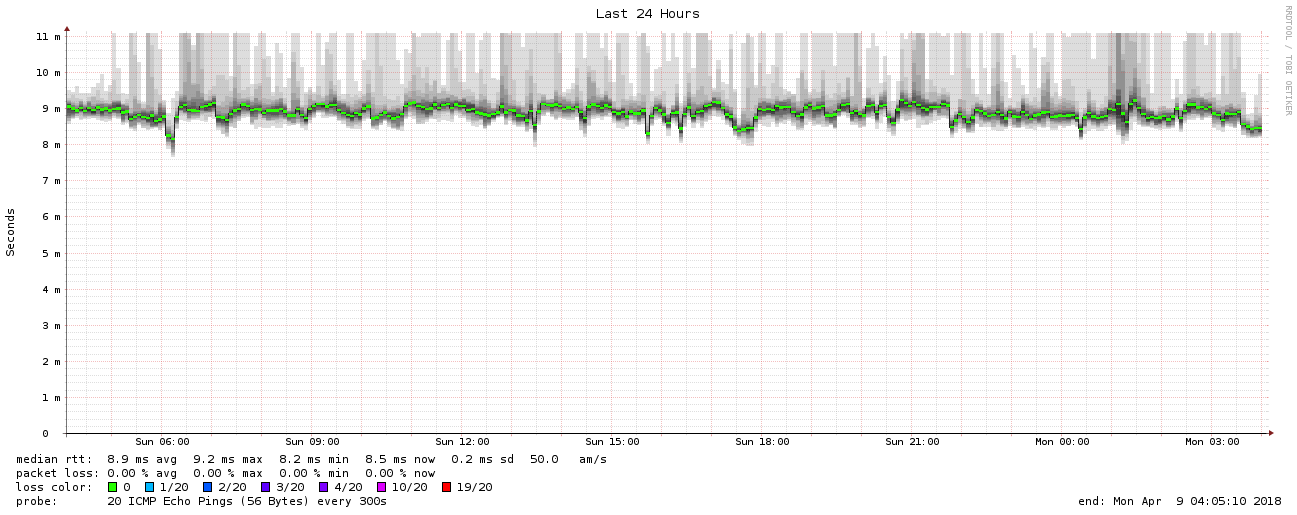 Last 24 Hours
RRDTOOL / TOBI OETIKER
Seconds
11 m
10 m
9 m
8 m
7 m
6 m
5 m
4 m
3 m
2 m
1 m
0
Sun 06:00 Sun 09:00 Sun 12:00 Sun 15:00 Sun 18:00 Sun 21:00 Mon 00:00 Mon 03:00
median rtt: 8.9 ms avg 9.2 ms max 8.2 ms min 8.5 ms now 0.2 ms sd 50.0 am/s
packet loss: 0.00 % avg 0.00 % max 0.00 % min 0.00 % now
loss color: 0 1/20 2/20 3/20 4/20 10/20 19/20
probe: 20 ICMP Echo Pings (56 Bytes) every 300s end: Mon Apr 9 04:05:10 2018